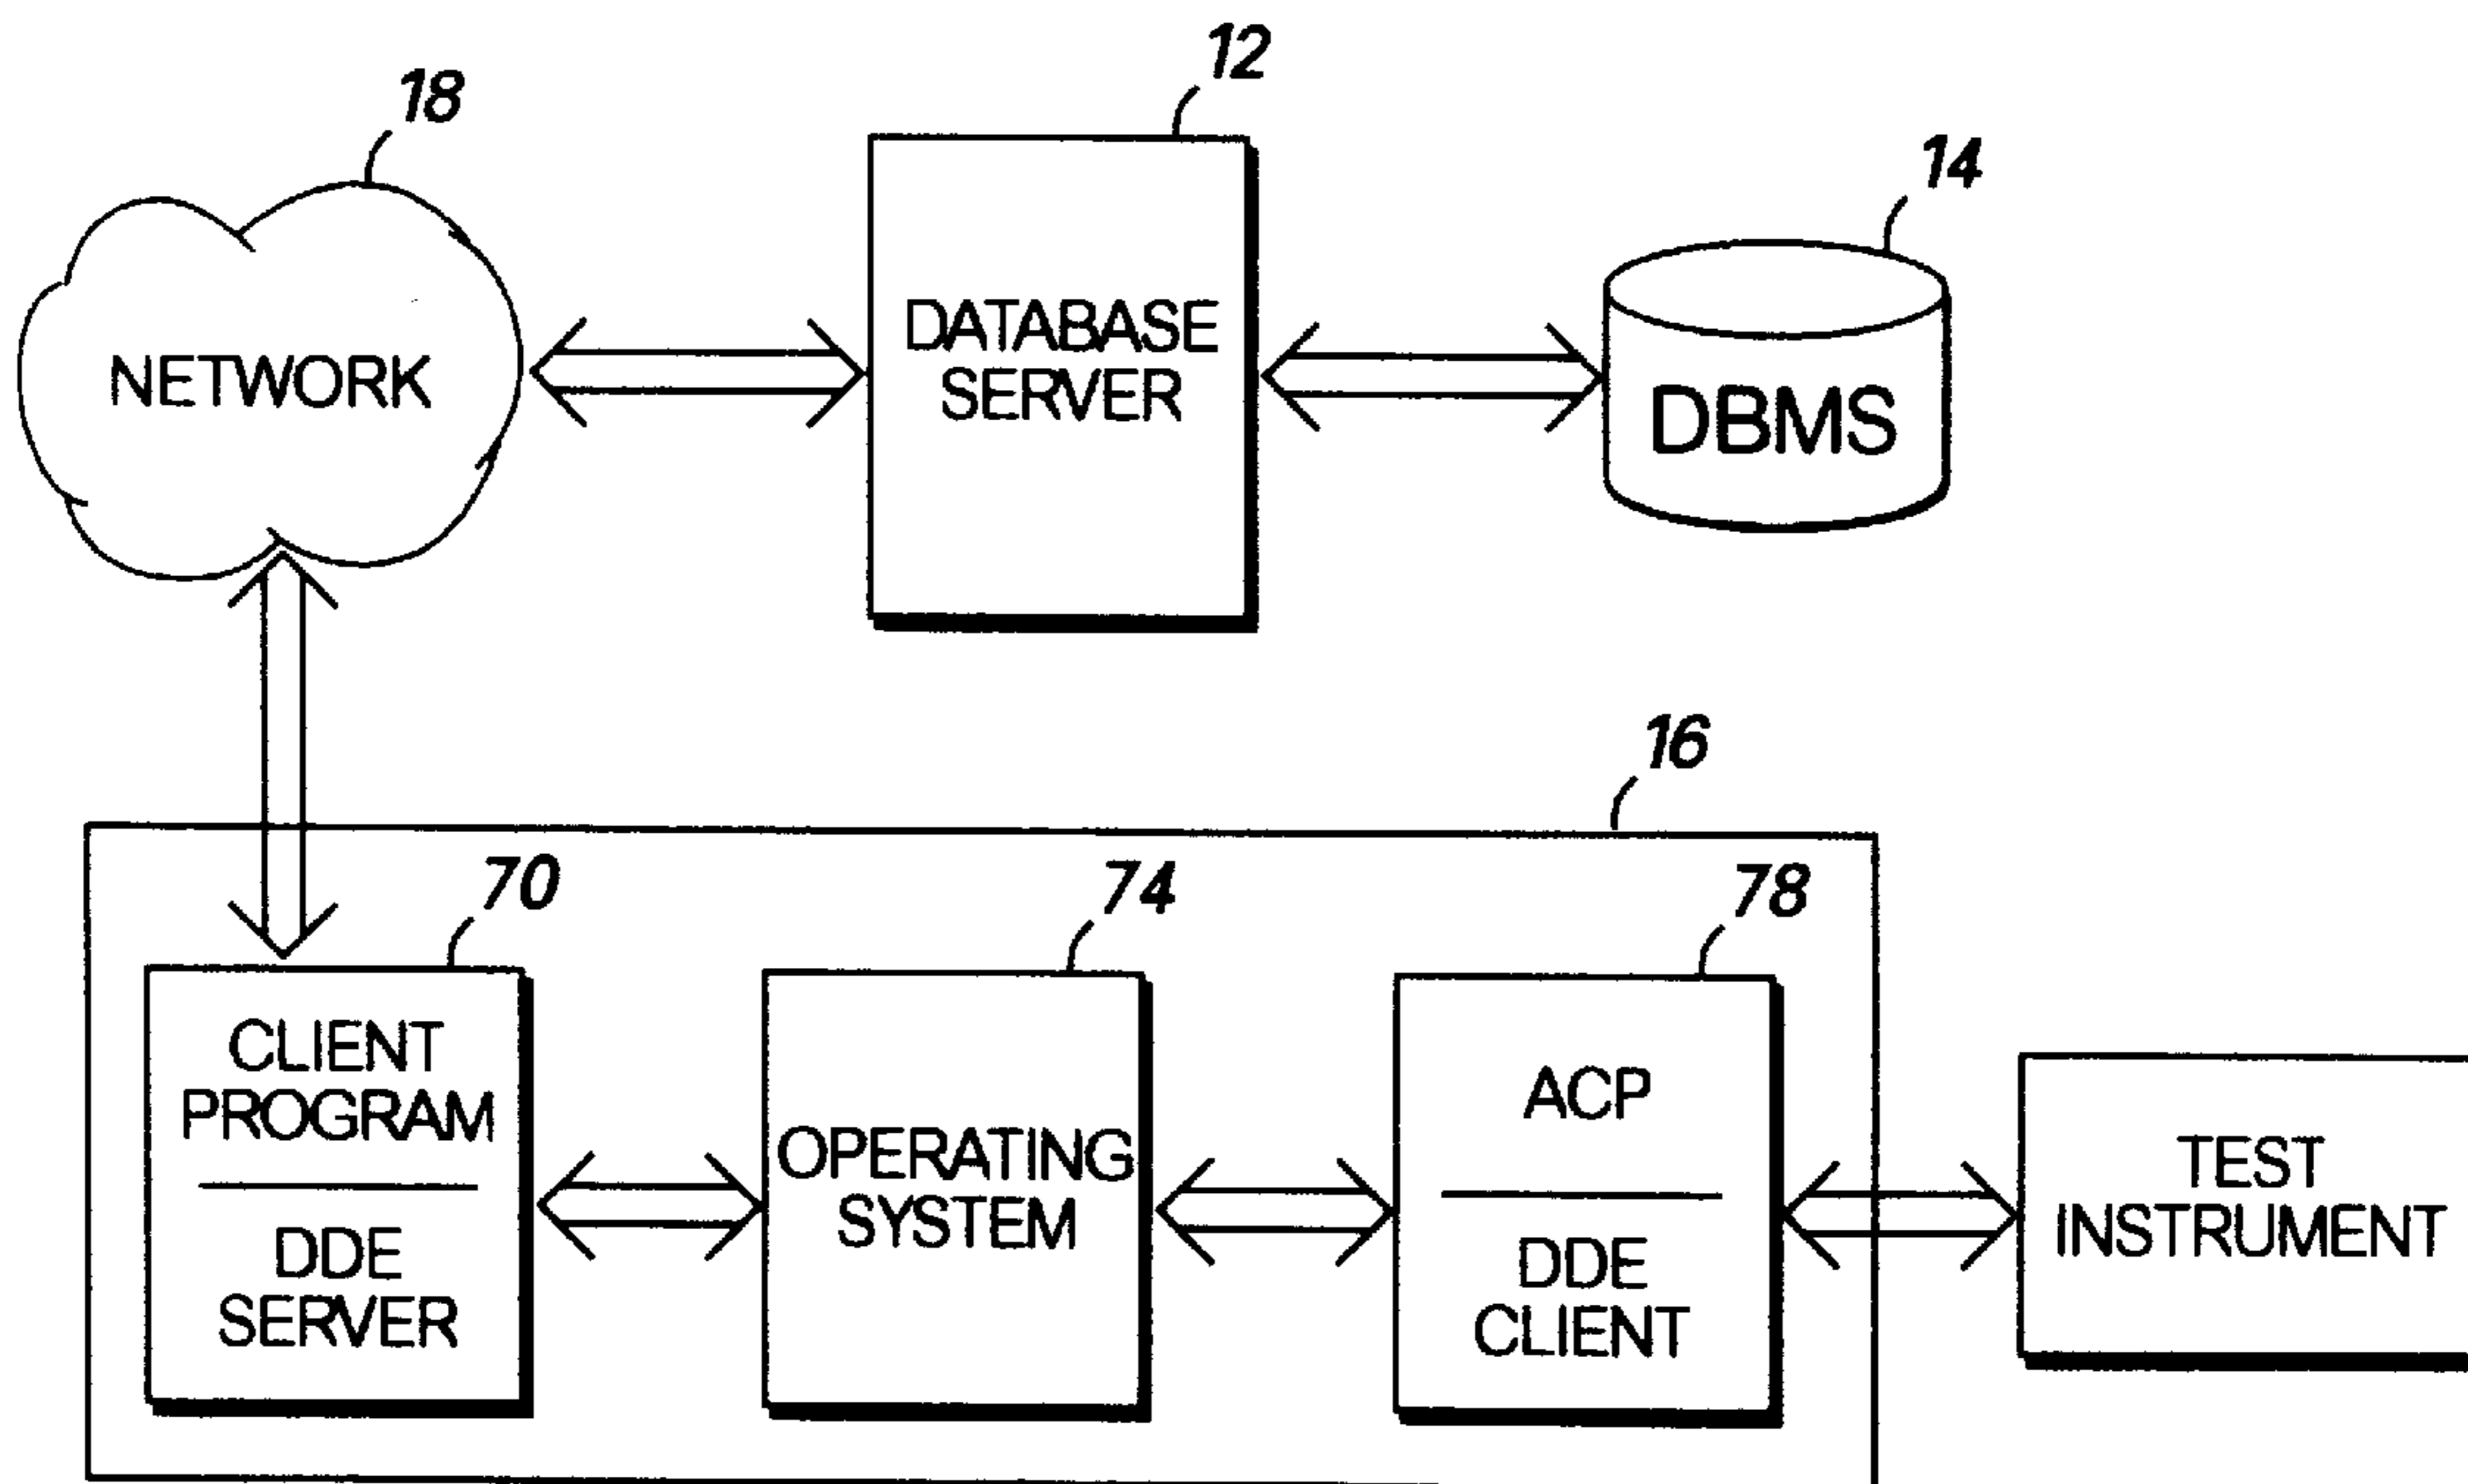 18
12
14
NETWORK
DATABASE
SERVER
DBMS
16
70
74
78
CLIENT
PROGRAM
DDE
SERVER
OPERATING
SYSTEM
ACP
DDE
CLIENT
TEST
INSTRUMENT